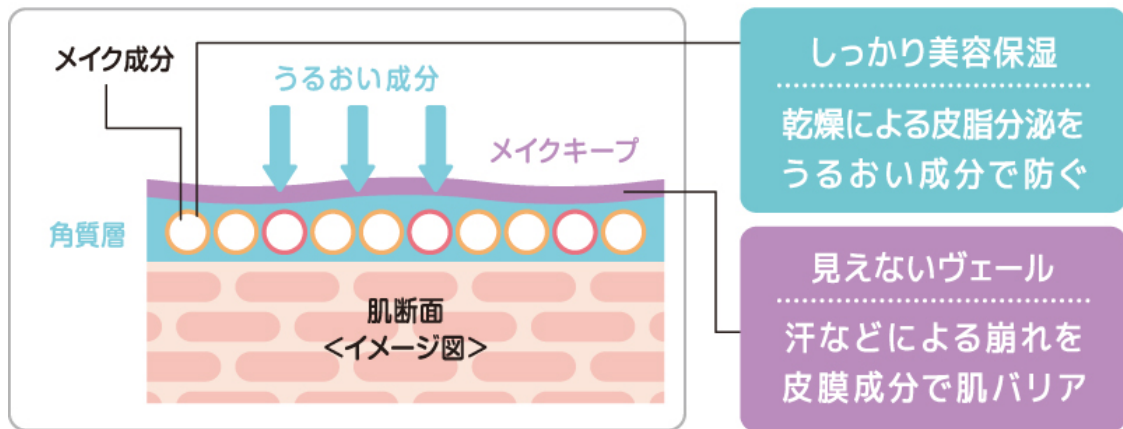 メイク成分
うるおい成分
メイクキープ
角質層
肌断面
<イメージ図>
しっかり美容保湿
乾燥による皮脂分泌を
うるおい成分で防ぐ
見えないヴェール
汗などによる崩れを
皮膜成分で肌バリア